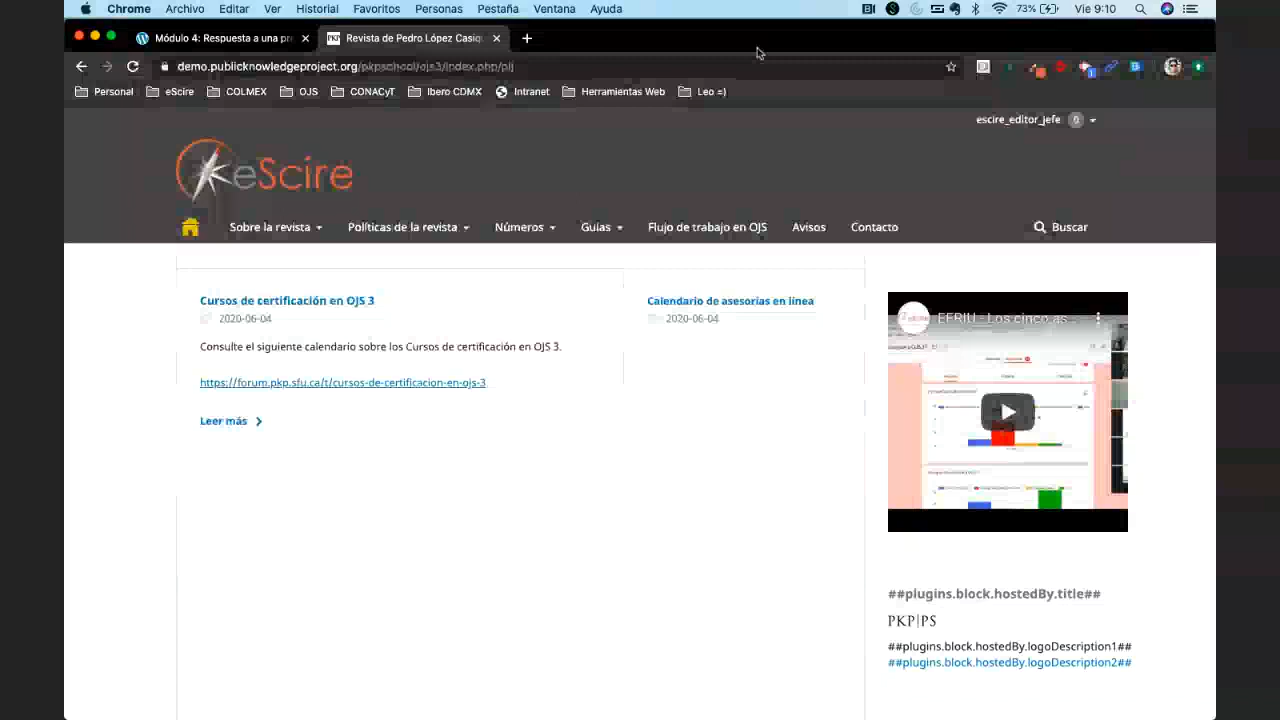 Chrome Archivo Editar Ver Historial Favoritos Personas Pestaña Ventana Ayuda
73% Vie 9:10
Módulo 4: Respuesta a una pr
Revista de Pedro López Casiq
demo.publicknowledgeproject.org/pkpschool/ojs3/index.php/plj
Personal eScire COLMEX OJS CONACyT Ibero CDMX Intranet Herramientas Web Leo =)
escire_editor_jefe 0
eScire
Sobre la revista Políticas de la revista Números Guías Flujo de trabajo en OJS Avisos Contacto Buscar
Cursos de certificación en OJS 3
2020-06-04
Consulte el siguiente calendario sobre los Cursos de certificación en OJS 3.
https://forum.pkp.sfu.ca/t/cursos-de-certificacion-en-ojs-3
Leer más
Calendario de asesorías en línea
2020-06-04
Los cinco as
##plugins.block.hostedBy.title##
PKP|PS
##plugins.block.hostedBy.logoDescription1##
##plugins.block.hostedBy.logoDescription2##